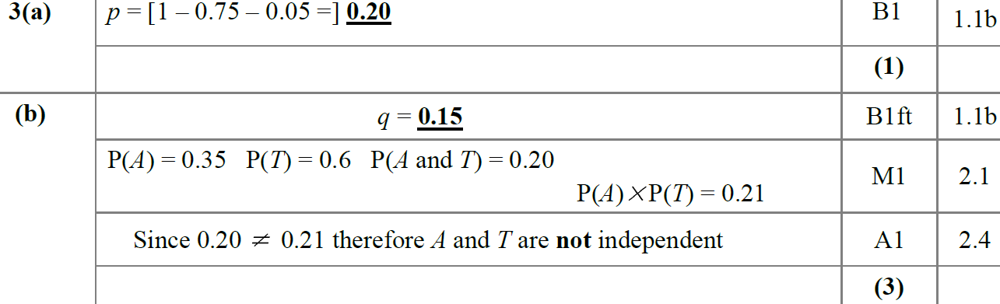 3(a) p = [1 – 0.75 – 0.05 =] 0.20 B1 1.1b
(1)
(b) q = 0.15 B1ft 1.1b
P(A) = 0.35 P(T) = 0.6 P(A and T) = 0.20
P(A)×P(T) = 0.21
M1 2.1
Since 0.20 ≠ 0.21 therefore A and T are not independent A1 2.4
(3)